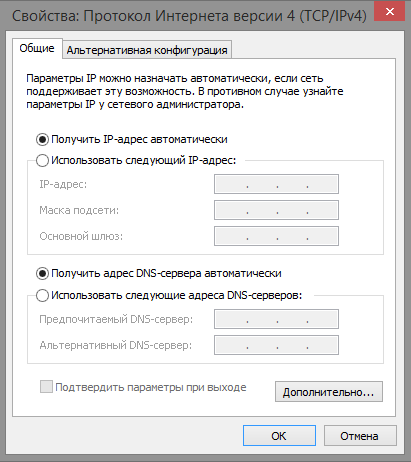 Свойства: Протокол Интернета версии 4 (TCP/IPv4)
Общие
Альтернативная конфигурация
Параметры IP можно назначать автоматически, если сеть
поддерживает эту возможность. В противном случае узнайте
параметры IP у сетевого администратора.
Получить IP-адрес автоматически
Использовать следующий IP-адрес:
IP-адрес:
Маска подсети:
Основной шлюз:
Получить адрес DNS-сервера автоматически
Использовать следующие адреса DNS-серверов:
Предпочитаемый DNS-сервер:
Альтернативный DNS-сервер:
Подтвердить параметры при выходе
Дополнительно...
ОК
Отмена